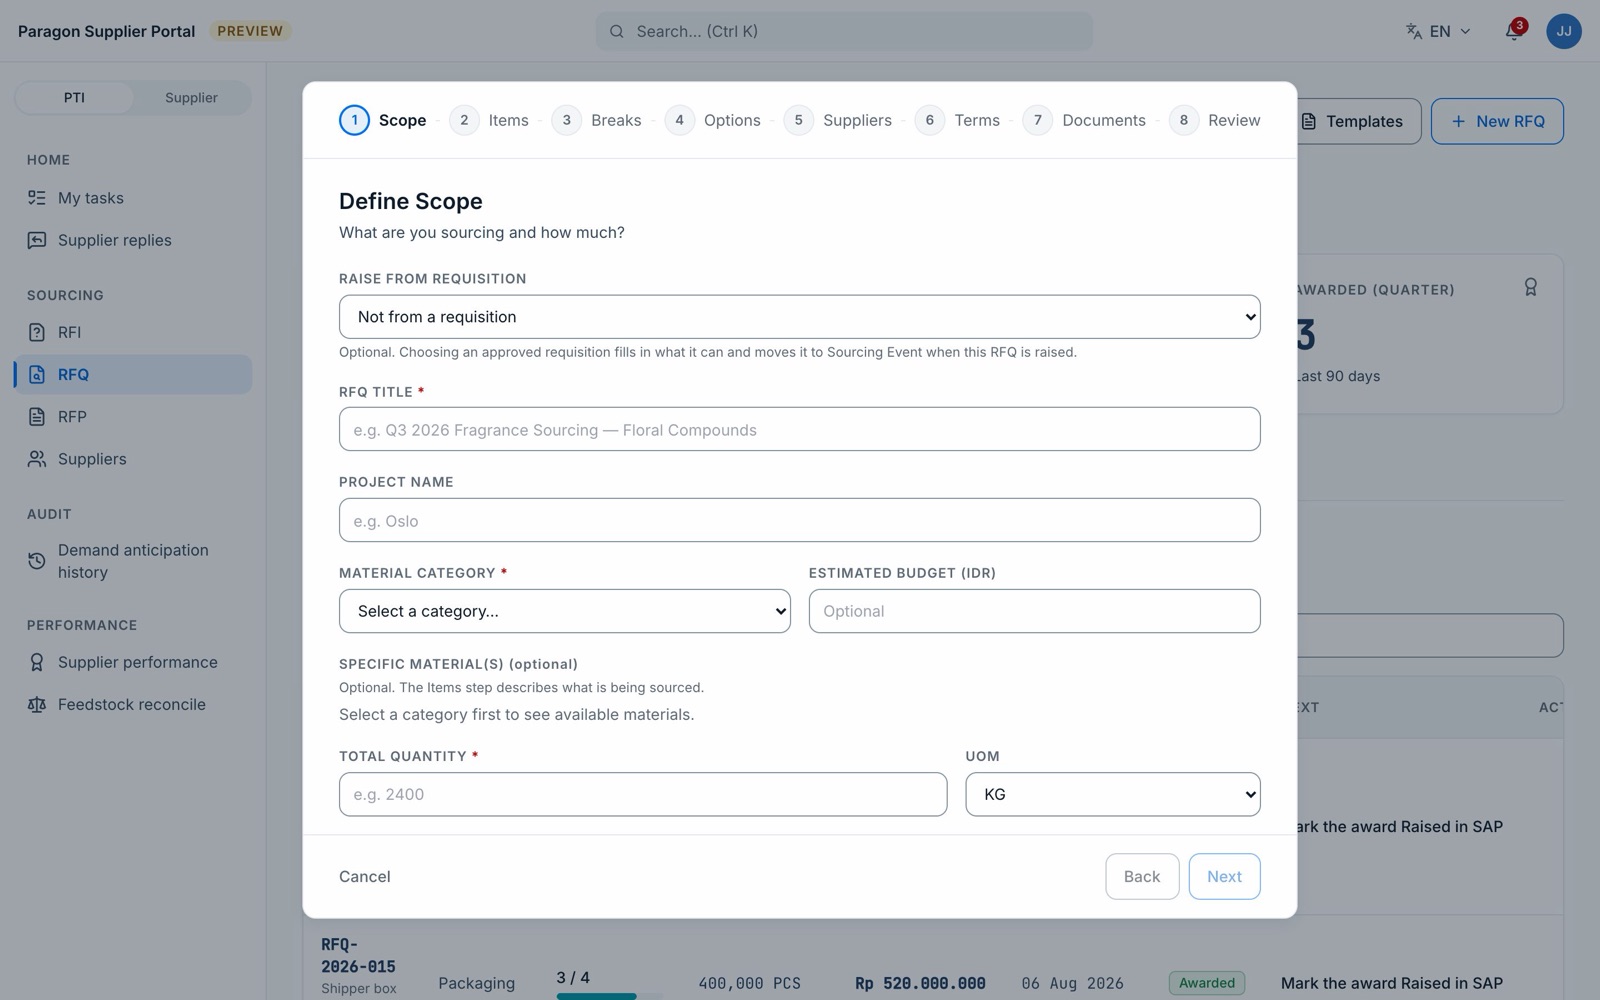 Paragon Supplier Portal
PREVIEW
Search... (Ctrl K)
EN
3
JJ
PTI
Supplier
HOME
My tasks
Supplier replies
SOURCING
RFI
RFQ
RFP
Suppliers
AUDIT
Demand anticipation
history
PERFORMANCE
Supplier performance
Feedstock reconcile
Templates
+ New RFQ
AWARDED (QUARTER)
3
Last 90 days
1 Scope
2 Items
3 Breaks
4 Options
5 Suppliers
6 Terms
7 Documents
8 Review
Define Scope
What are you sourcing and how much?
RAISE FROM REQUISITION
Not from a requisition
Optional. Choosing an approved requisition fills in what it can and moves it to Sourcing Event when this RFQ is raised.
RFQ TITLE *
e.g. Q3 2026 Fragrance Sourcing — Floral Compounds
PROJECT NAME
e.g. Oslo
MATERIAL CATEGORY *
Select a category...
ESTIMATED BUDGET (IDR)
Optional
SPECIFIC MATERIAL(S) (optional)
Optional. The Items step describes what is being sourced.
Select a category first to see available materials.
TOTAL QUANTITY *
e.g. 2400
UOM
KG
Cancel
Back
Next
the award Raised in SAP
RFQ-
2026-015
Shipper box
Packaging
3 / 4
400,000 PCS
Rp 520.000.000
06 Aug 2026
Awarded
Mark the award Raised in SAP